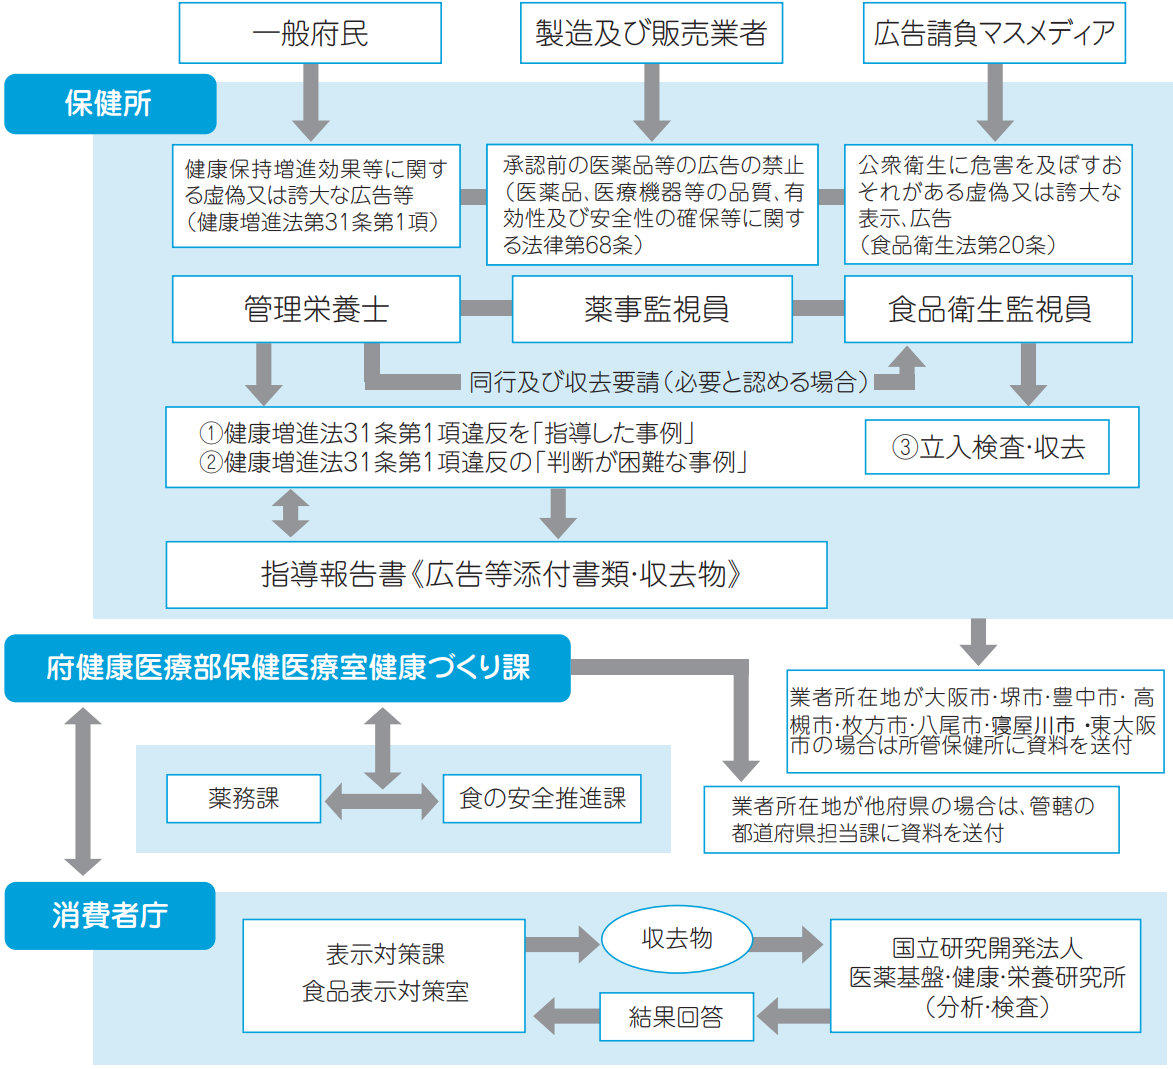 一般府民
製造及び販売業者
広告請負マスメディア
保健所
健康保持増進効果等に関す
る虚偽又は誇大な広告等
（健康増進法第31条第1項）
承認前の医薬品等の広告の禁止
（医薬品、医療機器等の品質、有
効性及び安全性の確保等に関す
る法律第68条）
公衆衛生に危害を及ぼすお
それがある虚偽又は誇大な
表示、広告
（食品衛生法第20条）
管理栄養士
薬事監視員
食品衛生監視員
同行及び収去要請（必要と認める場合）
①健康増進法31条第1項違反を「指導した事例」
②健康増進法31条第1項違反の「判断が困難な事例」
③立入検査・収去
指導報告書《広告等添付書類・収去物》
府健康医療部保健医療室健康づくり課
業者所在地が大阪市・堺市・豊中市・高
槻市・枚方市・八尾市・寝屋川市・東大阪
市の場合は所管保健所に資料を送付
薬務課
食の安全推進課
業者所在地が他府県の場合は、管轄の
都道府県担当課に資料を送付
消費者庁
表示対策課
食品表示対策室
収去物
結果回答
国立研究開発法人
医薬基盤・健康・栄養研究所
（分析・検査）